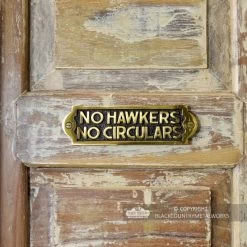 NO HAWKERS
NO CIRCULARS
© COPYRIGHT
BLACKCOUNTRYMETALWORKS